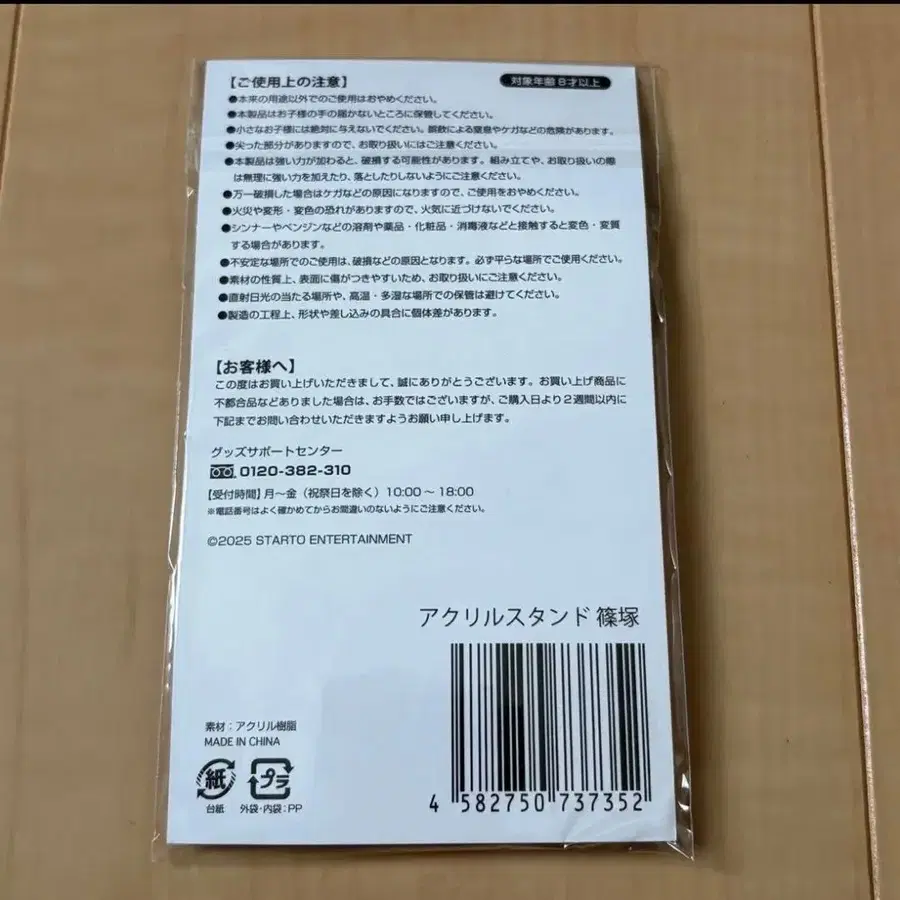 【ご使用上の注意】
対象年齢8才以上
●本来の用途以外でのご使用はおやめください。
●本製品はお子様の手の届かないところに保管してください。
●小さなお子様には絶対に与えないでください。誤飲による窒息やケガなどの危険があります。
●尖った部分がありますので、お取り扱いにはご注意ください。
●本製品は強い力が加わると、破損する可能性があります。組み立てや、お取り扱いの際
は無理に強い力を加えたり、落としたりしないようにご注意ください。
●万一破損した場合はケガなどの原因になりますので、ご使用をおやめください。
●火災や変形・変色の恐れがありますので、火気に近づけないでください。
●シンナーやベンジンなどの溶剤や薬品・化粧品・消毒液などと接触すると変色・変質
する場合があります。
●不安定な場所でのご使用は、破損などの原因となります。必ず平らな場所でご使用ください。
●素材の性質上、表面に傷がつきやすいため、お取り扱いにご注意ください。
●直射日光の当たる場所や、高温・多湿な場所での保管は避けてください。
●製造の工程上、形状や差し込みの具合に個体差があります。
【お客様へ】
この度はお買い上げいただきまして、誠にありがとうございます。お買い上げ商品に
不都合品などありました場合は、お手数ではございますが、ご購入日より2週間以内に
下記までお問い合わせいただきますようお願い申し上げます。
グッズサポートセンター
0120-382-310
【受付時間】月〜金（祝祭日を除く）10:00〜18:00
※電話番号はよく確かめてからお間違いのないようにご注意ください。
©2025 STARTO ENTERTAINMENT
アクリルスタンド 篠塚
素材：アクリル樹脂
MADE IN CHINA
紙 プラ
台紙 外袋・内袋：PP
4 582750 737352